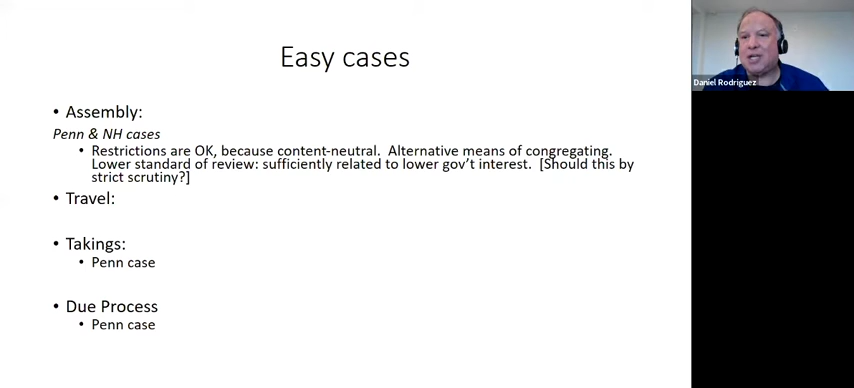 Easy cases
• Assembly:
Penn & NH cases
• Restrictions are OK, because content-neutral. Alternative means of congregating.
Lower standard of review: sufficiently related to lower gov't interest. [Should this by
strict scrutiny?]
• Travel:
• Takings:
• Penn case
• Due Process
• Penn case
Daniel Rodriguez